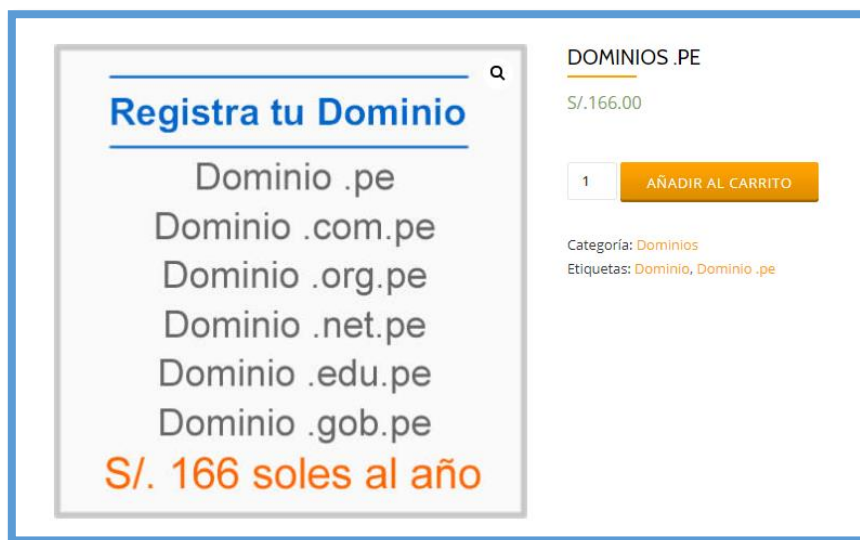 Registra tu Dominio
Dominio .pe
Dominio .com.pe
Dominio .org.pe
Dominio .net.pe
Dominio .edu.pe
Dominio .gob.pe
S/. 166 soles al año
DOMINIOS .PE
S/.166.00
1
AÑADIR AL CARRITO
Categoría: Dominios
Etiquetas: Dominio, Dominio .pe